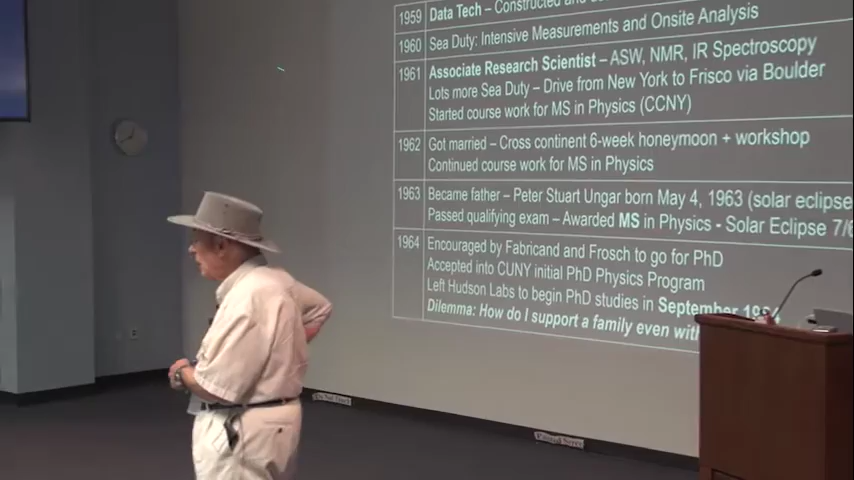 1959 Data Tech – Constructed and
1960 Sea Duty: Intensive Measurements and Onsite Analysis
1961 Associate Research Scientist – ASW, NMR, IR Spectroscopy
Lots more Sea Duty – Drive from New York to Frisco via Boulder
Started course work for MS in Physics (CCNY)
1962 Got married – Cross continent 6-week honeymoon + workshop
Continued course work for MS in Physics
1963 Became father – Peter Stuart Ungar born May 4, 1963 (solar eclipse
Passed qualifying exam – Awarded MS in Physics - Solar Eclipse 7/6
1964 Encouraged by Fabricand and Frosch to go for PhD
Accepted into CUNY initial PhD Physics Program
Left Hudson Labs to begin PhD studies in September
Dilemma: How do I support a family even